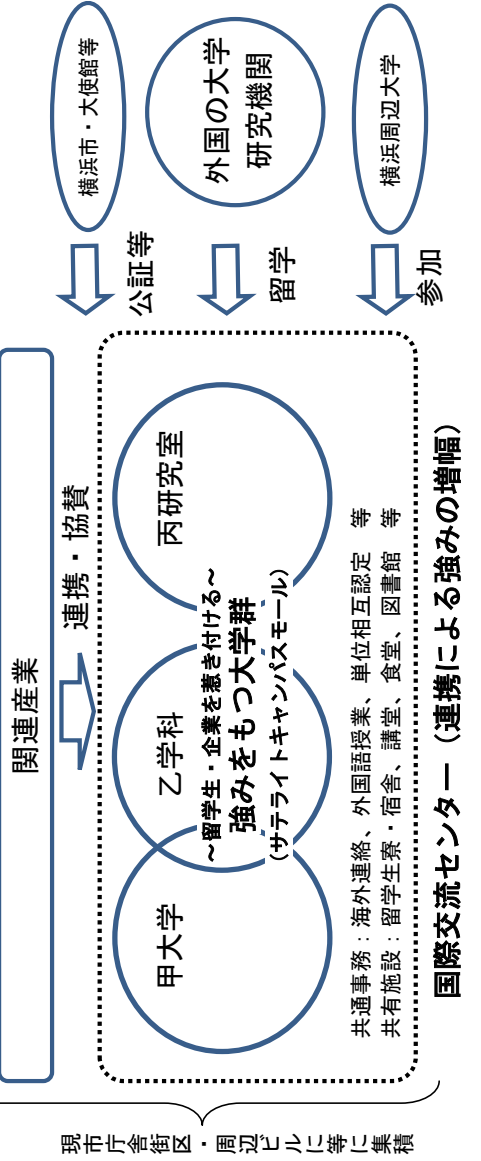 現市庁舎街区・周辺ビルに等に集積
関連産業
連携・協賛
甲大学
乙学科
丙研究室
～留学生・企業を惹き付ける～
強みをもつ大学群
（サテライトキャンパスモール）
共通事務：海外連絡、外国語授業、単位相互認定　等
共有施設：留学生寮・宿舎、講堂、食堂、図書館　等
国際交流センター（連携による強みの増幅）
公証等
留学
参加
横浜市・大使館等
外国の大学
研究機関
横浜周辺大学